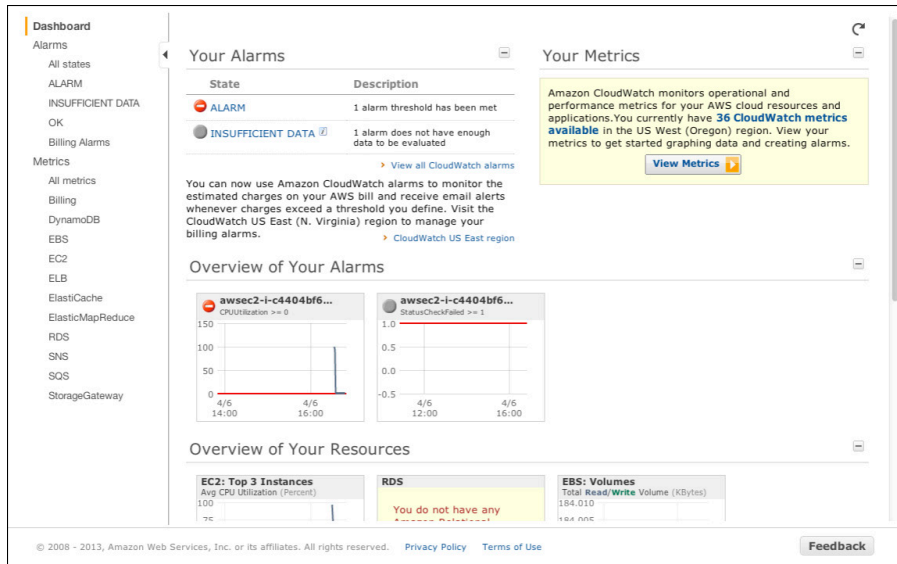 Dashboard
Alarms
All states
ALARM
INSUFFICIENT DATA
OK
Billing Alarms
Metrics
All metrics
Billing
DynamoDB
EBS
EC2
ELB
ElastiCache
ElasticMapReduce
RDS
SNS
SQS
StorageGateway
Your Alarms
State Description
ALARM 1 alarm threshold has been met
INSUFFICIENT DATA 1 alarm does not have enough
data to be evaluated
View all CloudWatch alarms
You can now use Amazon CloudWatch alarms to monitor the
estimated charges on your AWS bill and receive email alerts
whenever charges exceed a threshold you define. Visit the
CloudWatch US East (N. Virginia) region to manage your
billing alarms.
CloudWatch US East region
Your Metrics
Amazon CloudWatch monitors operational and
performance metrics for your AWS cloud resources and
applications.You currently have 36 CloudWatch metrics
available in the US West (Oregon) region. View your
metrics to get started graphing data and creating alarms.
View Metrics
Overview of Your Alarms
awsec2-i-c4404bf6...
CPUUtilization >= 0
150
100
50
0
4/6 4/6
14:00 16:00
awsec2-i-c4404bf6...
StatusCheckFailed >= 1
1.0
0.5
0.0
-0.5
4/6 4/6
12:00 16:00
Overview of Your Resources
EC2: Top 3 Instances
Avg CPU Utilization (Percent)
100
75
RDS
You do not have any
Amazon Relational
EBS: Volumes
Total Read/Write Volume (KBytes)
184.010
184.005
© 2008 - 2013, Amazon Web Services, Inc. or its affiliates. All rights reserved. Privacy Policy Terms of Use
Feedback